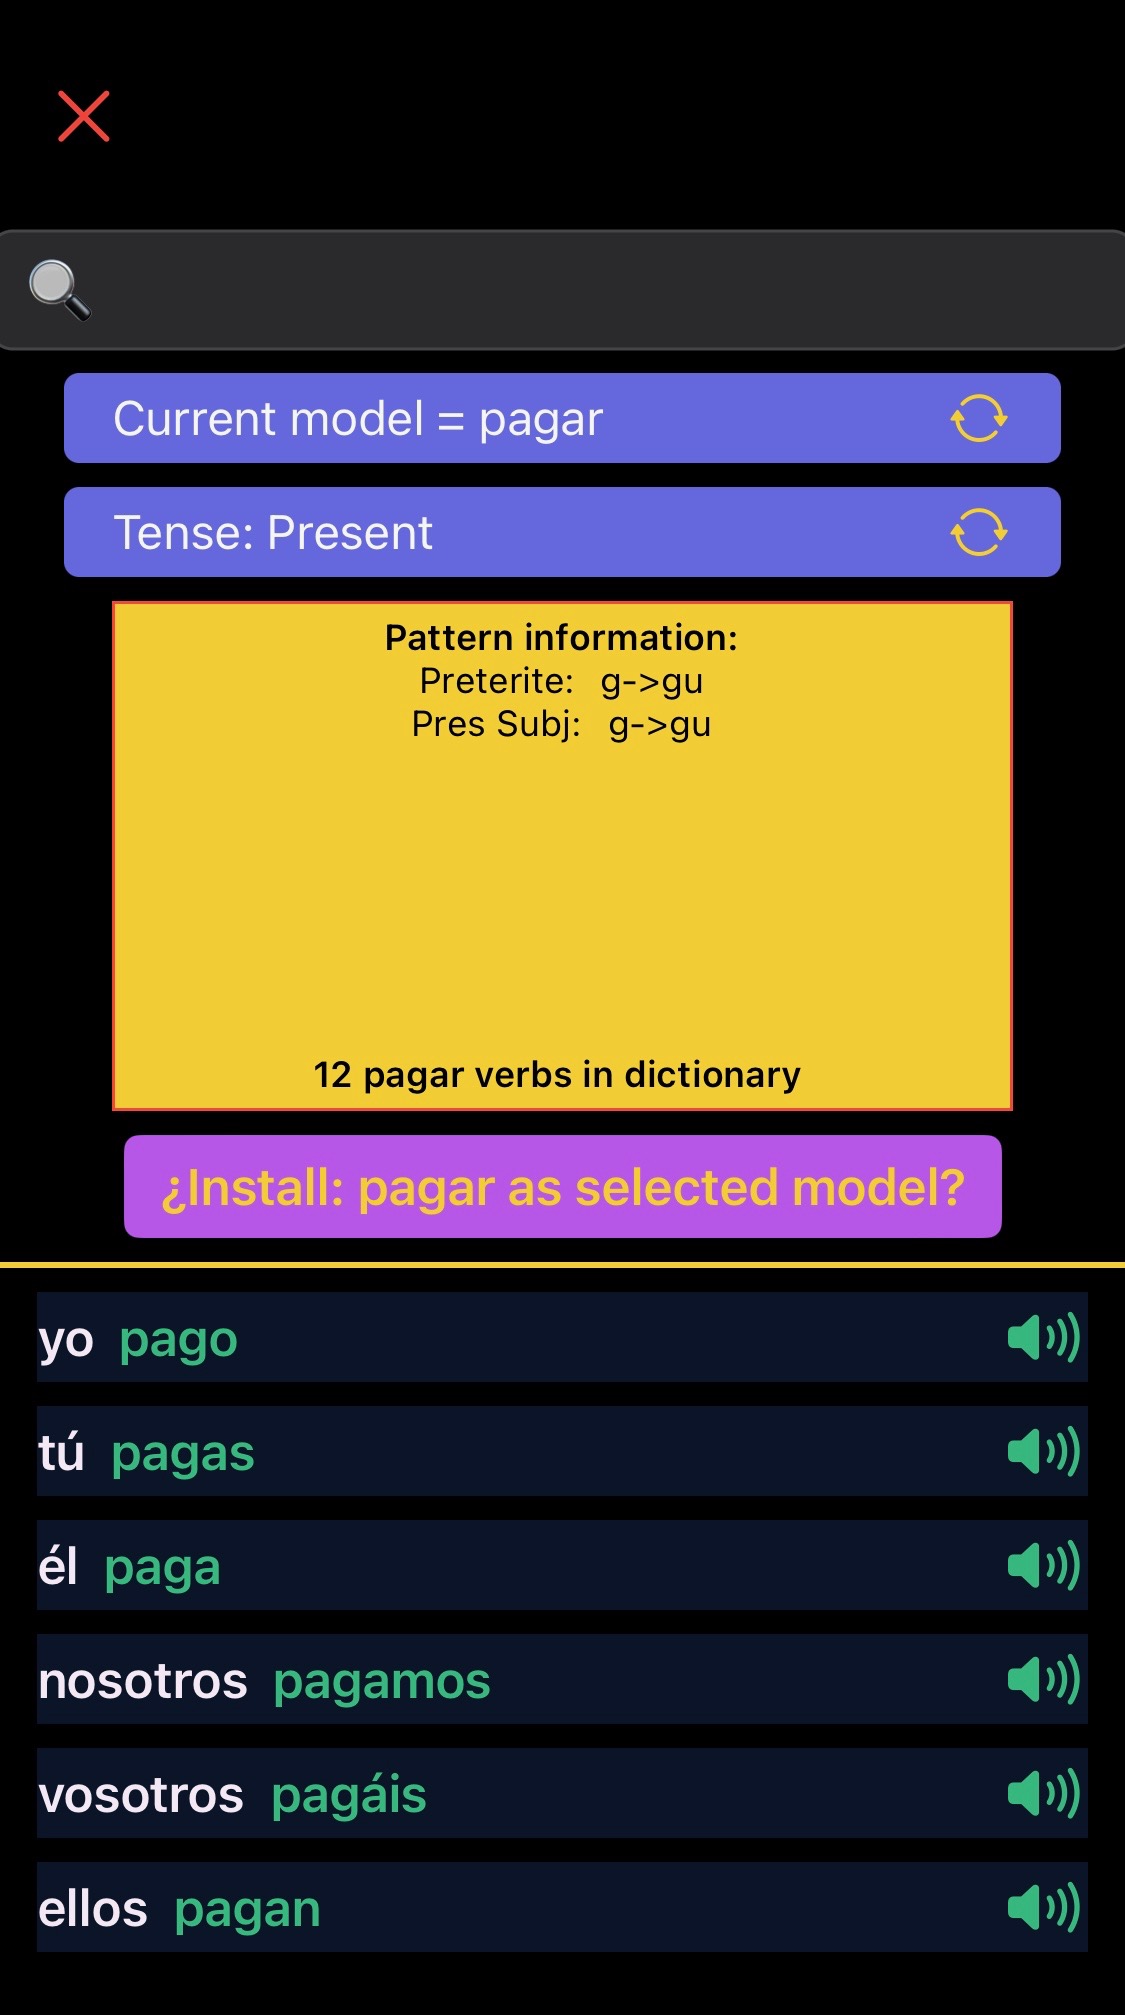 Current model = pagar
Tense: Present
Pattern information:
Preterite: g->gu
Pres Subj: g->gu
12 pagar verbs in dictionary
¿Install: pagar as selected model?
yo pago
tú pagas
él paga
nosotros pagamos
vosotros pagáis
ellos pagan